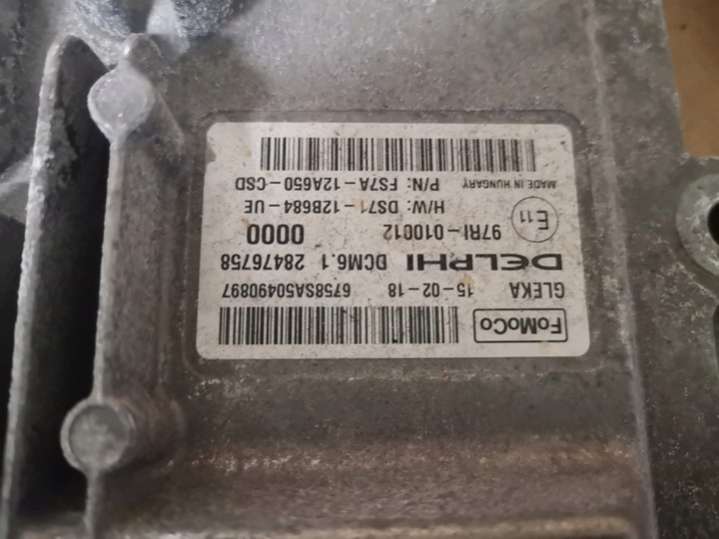 FoMoCo
GLEKA 15-02-18 6758SA50490897
DELPHI DCM6.1 28476758
E11 97RI-010012 0000
H/W: DS71-12B684-UE
MADE IN HUNGARY P/N: FS7A-12A650-CSD